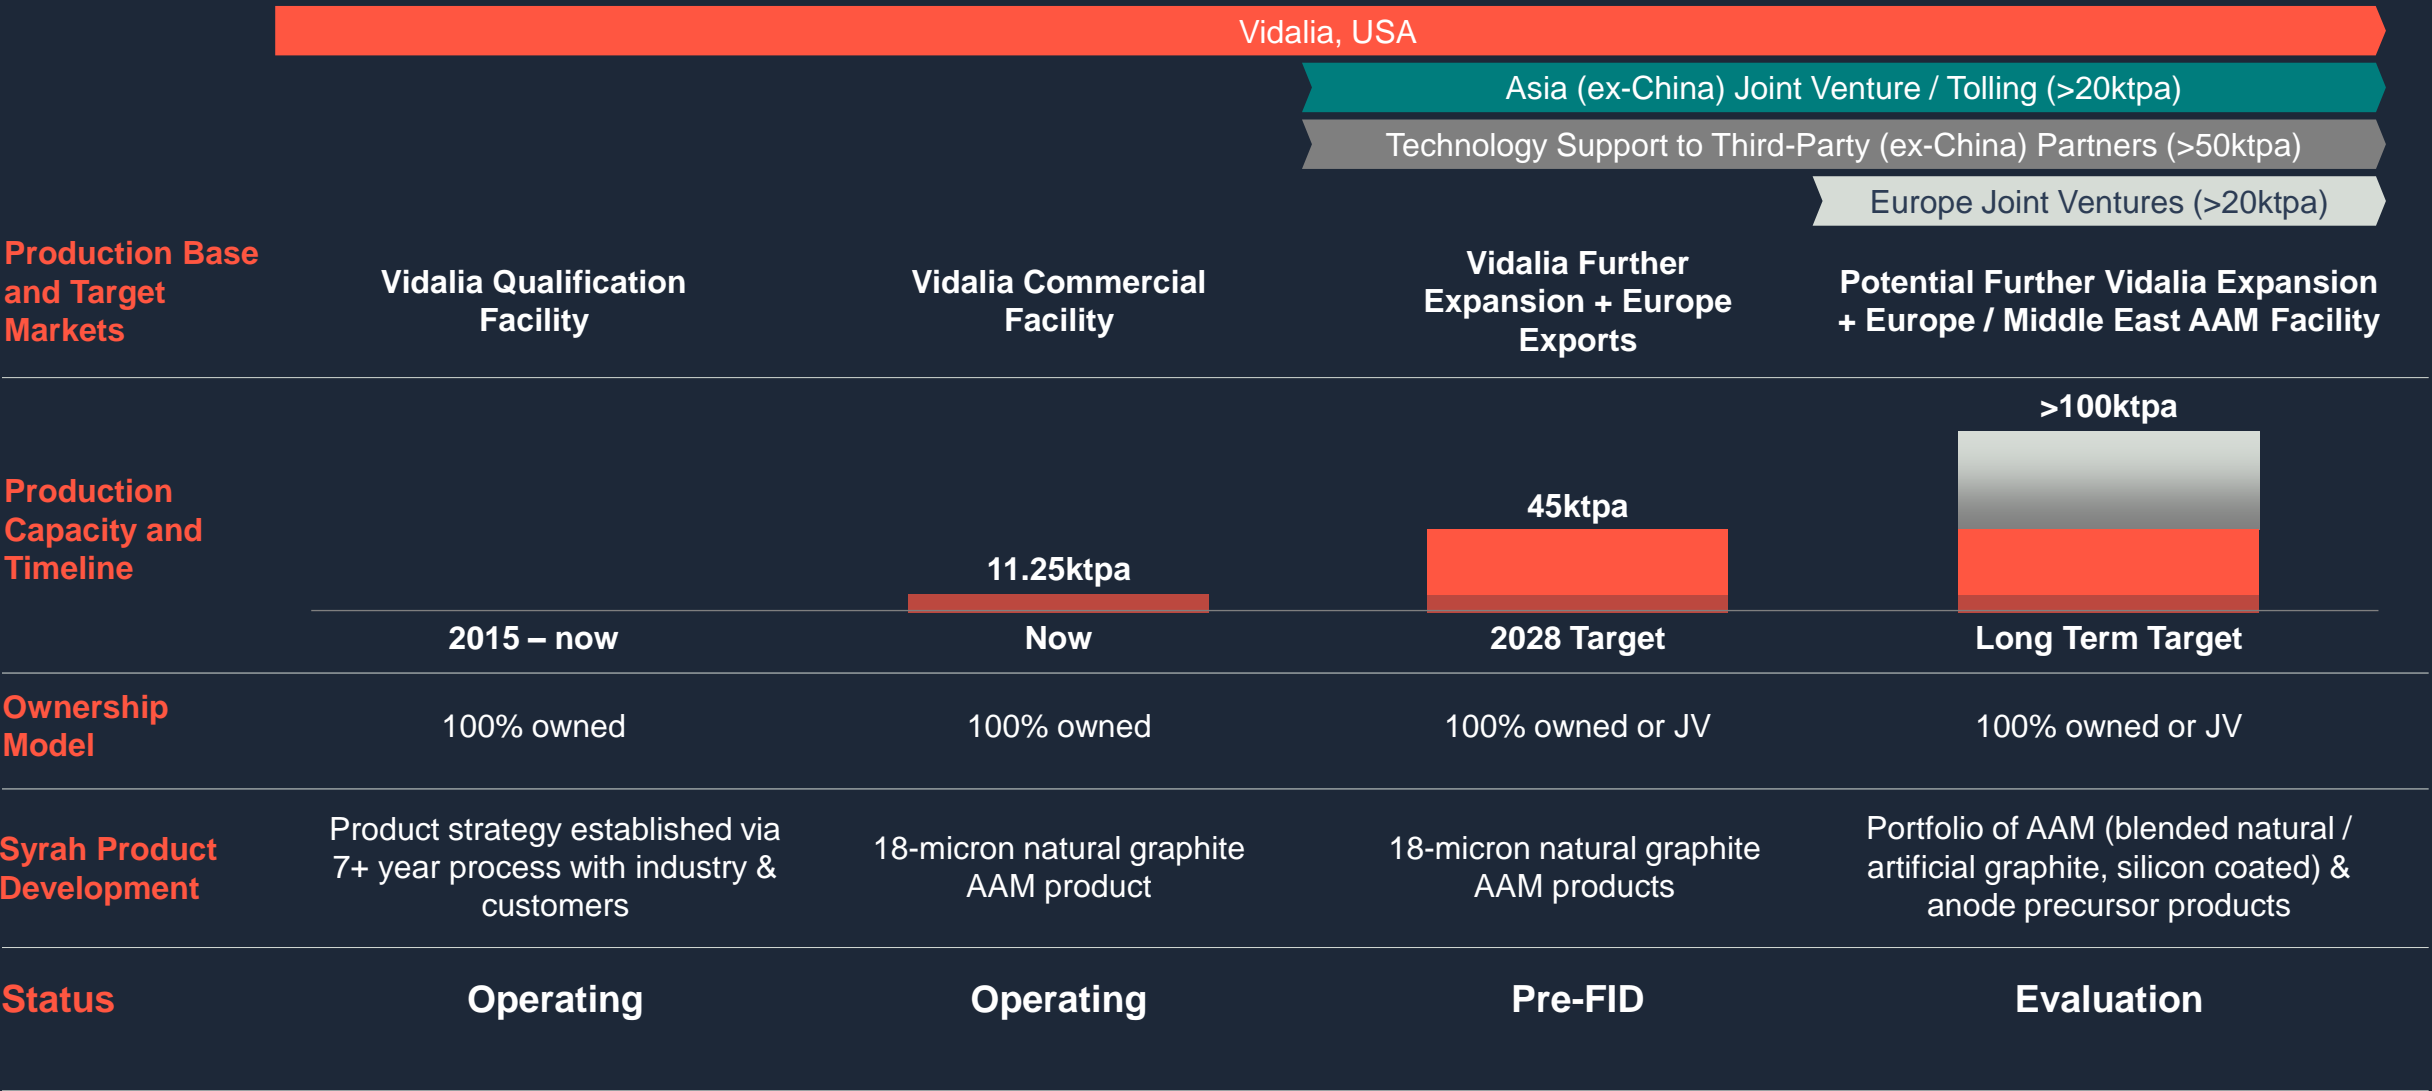 Vidalia, USA
Asia (ex-China) Joint Venture / Tolling (>20ktpa)
Technology Support to Third-Party (ex-China) Partners (>50ktpa)
Europe Joint Ventures (>20ktpa)
Production Base
and Target
Markets
Vidalia Qualification
Facility
Vidalia Commercial
Facility
Vidalia Further
Expansion + Europe
Exports
Potential Further Vidalia Expansion
+ Europe / Middle East AAM Facility
Production
Capacity and
Timeline
11.25ktpa
45ktpa
>100ktpa
2015 – now
Now
2028 Target
Long Term Target
Ownership
Model
100% owned
100% owned
100% owned or JV
100% owned or JV
Syrah Product
Development
Product strategy established via
7+ year process with industry &
customers
18-micron natural graphite
AAM product
18-micron natural graphite
AAM products
Portfolio of AAM (blended natural /
artificial graphite, silicon coated) &
anode precursor products
Status
Operating
Operating
Pre-FID
Evaluation